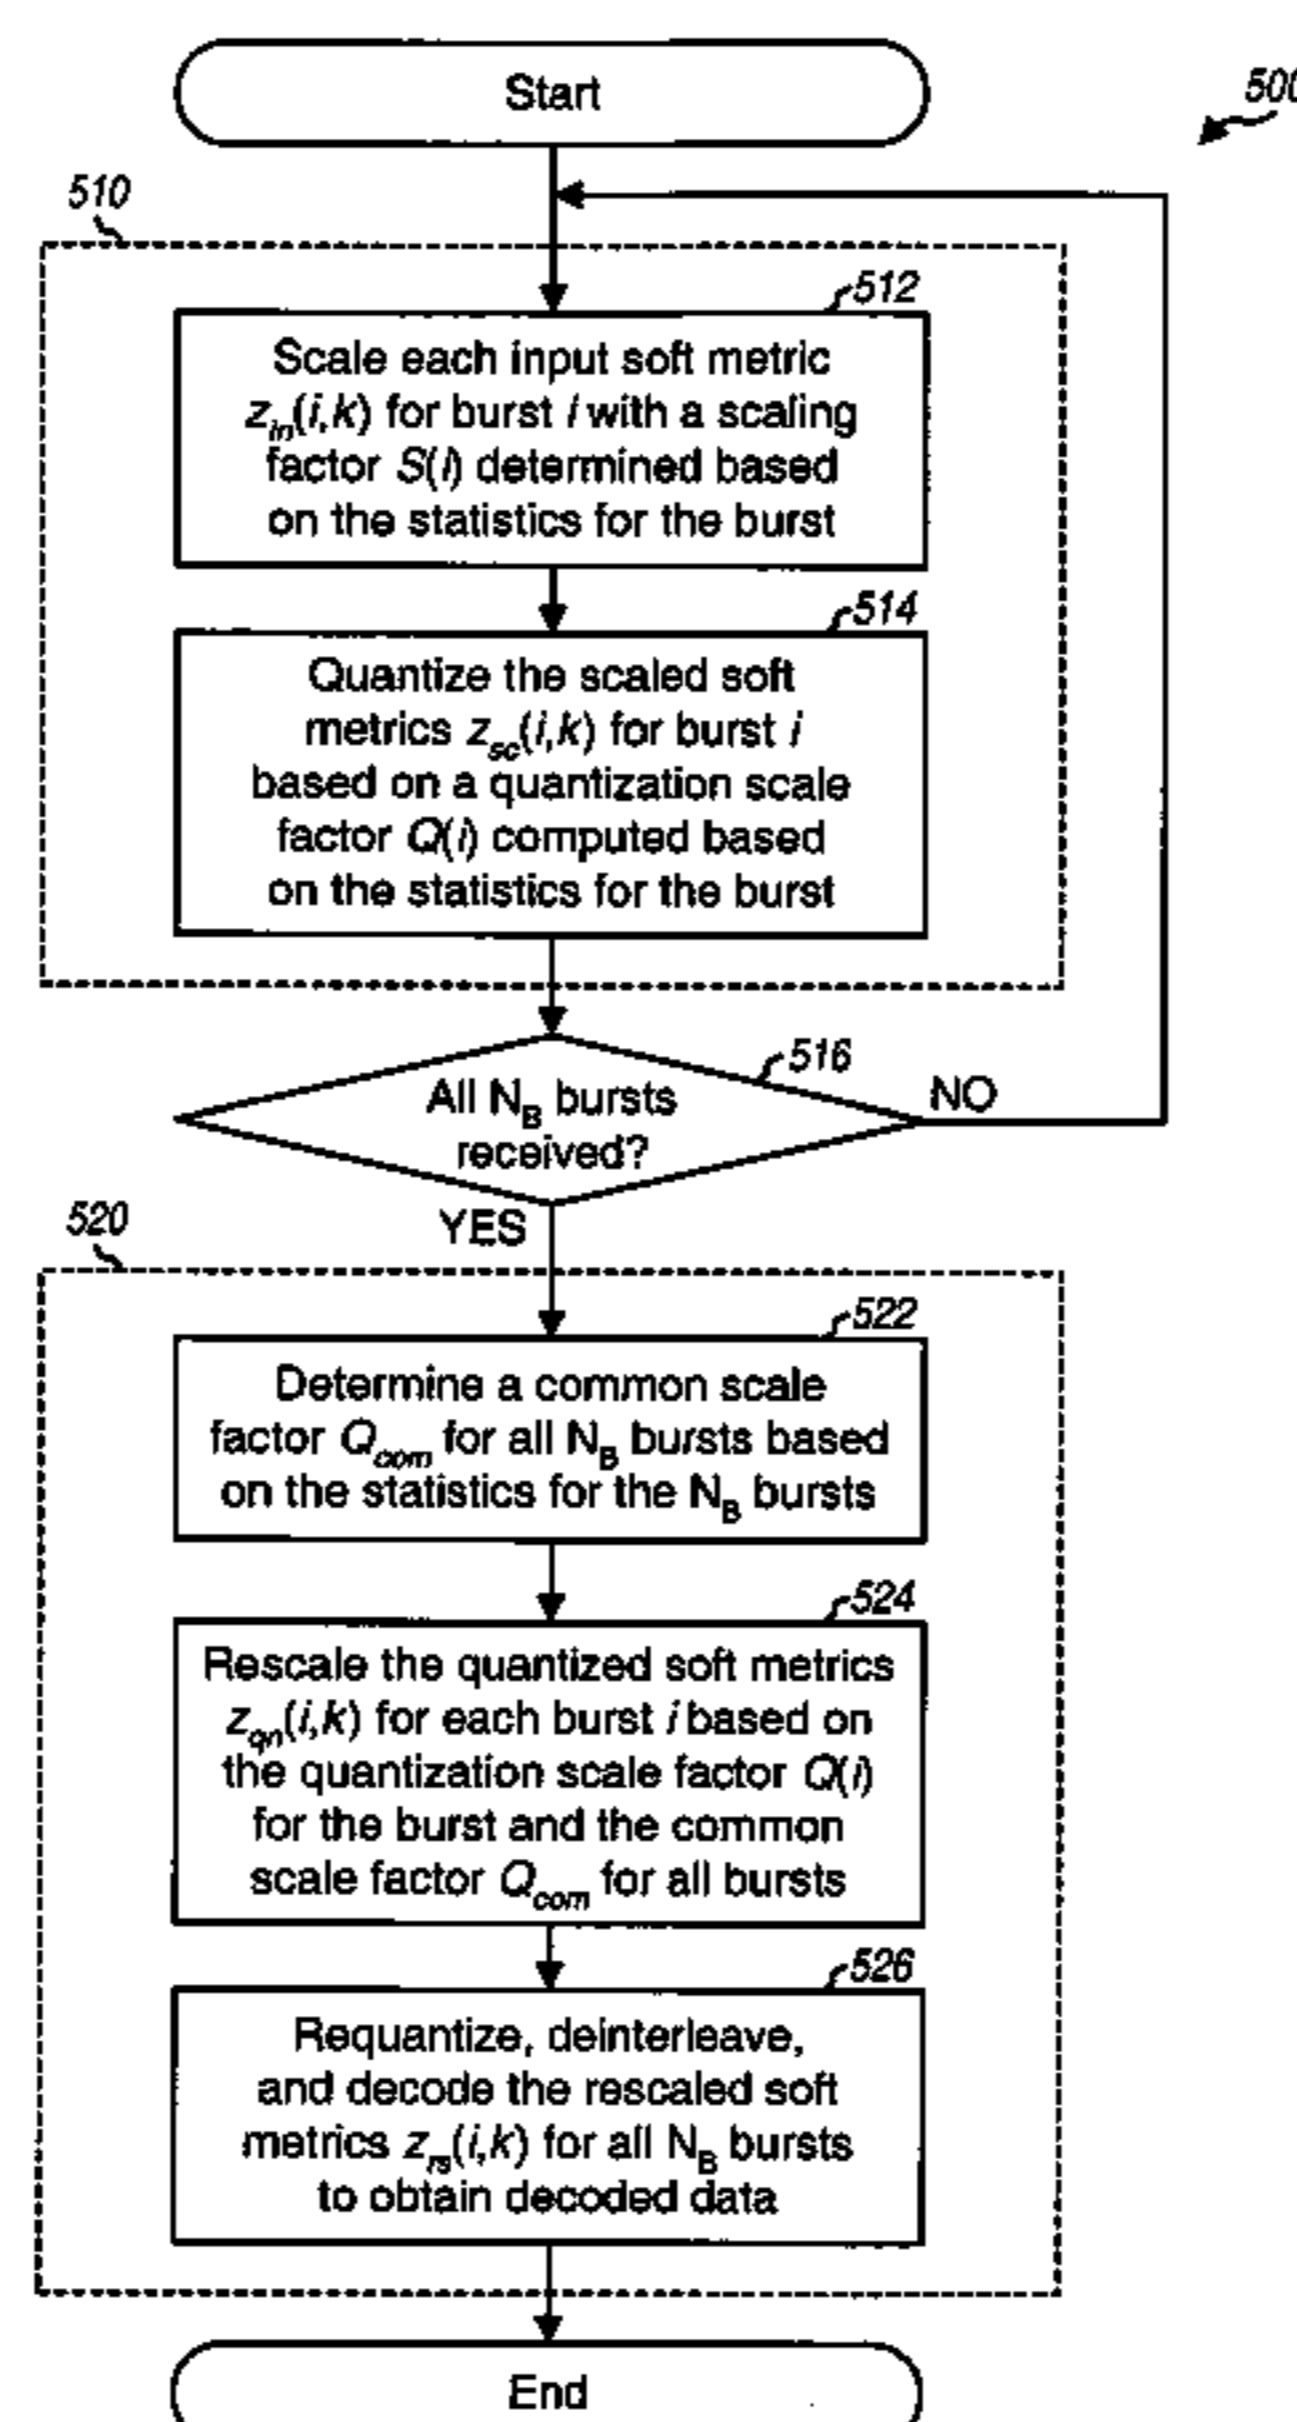 Start
500
510
512
Scale each input soft metric
z_in(i,k) for burst i with a scaling
factor S(i) determined based
on the statistics for the burst
514
Quantize the scaled soft
metrics z_sc(i,k) for burst i
based on a quantization scale
factor Q(i) computed based
on the statistics for the burst
516
All N_B bursts
received?
NO
YES
520
522
Determine a common scale
factor Q_com for all N_B bursts based
on the statistics for the N_B bursts
524
Rescale the quantized soft metrics
z_qn(i,k) for each burst i based on
the quantization scale factor Q(i)
for the burst and the common
scale factor Q_com for all bursts
526
Requantize, deinterleave,
and decode the rescaled soft
metrics z_rs(i,k) for all N_B bursts
to obtain decoded data
End